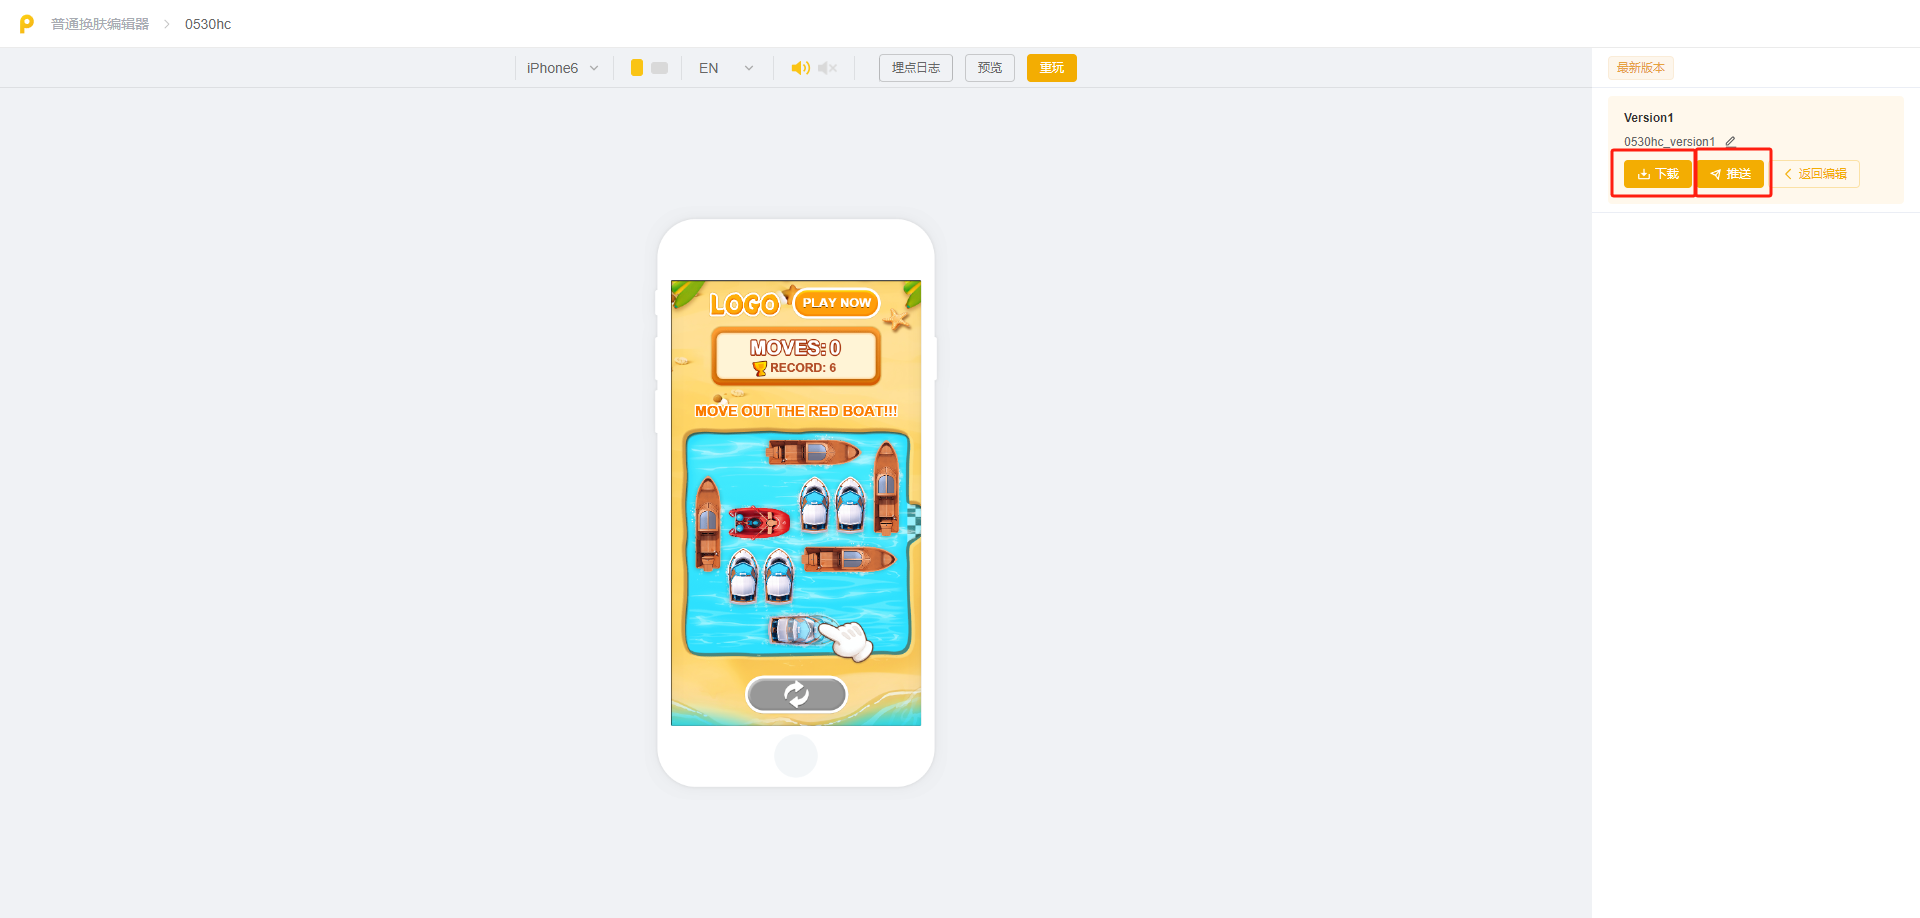 普通换肤编辑器 > 0530hc
iPhone6 EN 埋点日志 预览 重玩
最新版本
Version1
0530hc_version1
下载 推送 返回编辑
LOGO PLAY NOW
MOVES: 0
RECORD: 6
MOVE OUT THE RED BOAT!!!